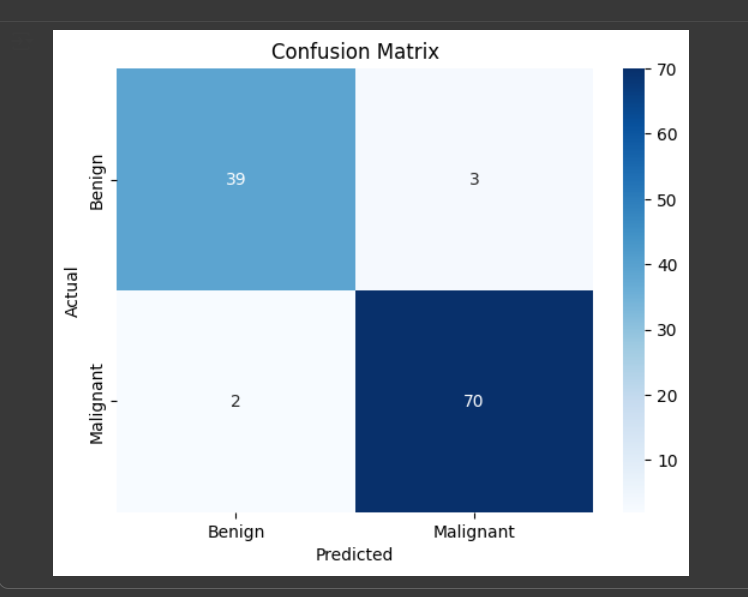 Confusion Matrix
70
60
50
40
30
20
10
Actual
Benign
39
3
Malignant
2
70
Benign
Malignant
Predicted